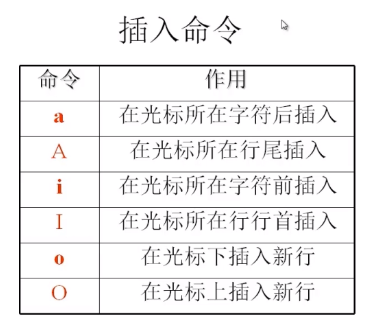 插入命令
命令 作用
a 在光标所在字符后插入
A 在光标所在行尾插入
i 在光标所在字符前插入
I 在光标所在行行首插入
o 在光标下插入新行
O 在光标上插入新行